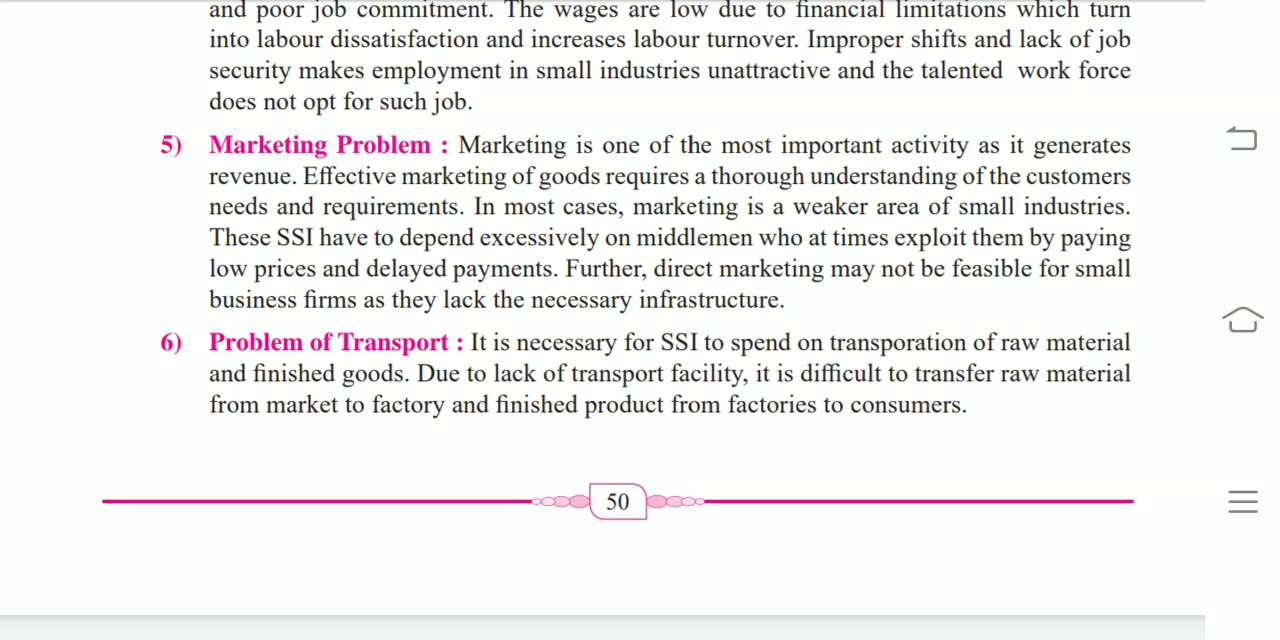 and poor job commitment. The wages are low due to financial limitations which turn
into labour dissatisfaction and increases labour turnover. Improper shifts and lack of job
security makes employment in small industries unattractive and the talented work force
does not opt for such job.
5) Marketing Problem : Marketing is one of the most important activity as it generates
revenue. Effective marketing of goods requires a thorough understanding of the customers
needs and requirements. In most cases, marketing is a weaker area of small industries.
These SSI have to depend excessively on middlemen who at times exploit them by paying
low prices and delayed payments. Further, direct marketing may not be feasible for small
business firms as they lack the necessary infrastructure.
6) Problem of Transport : It is necessary for SSI to spend on transporation of raw material
and finished goods. Due to lack of transport facility, it is difficult to transfer raw material
from market to factory and finished product from factories to consumers.
50